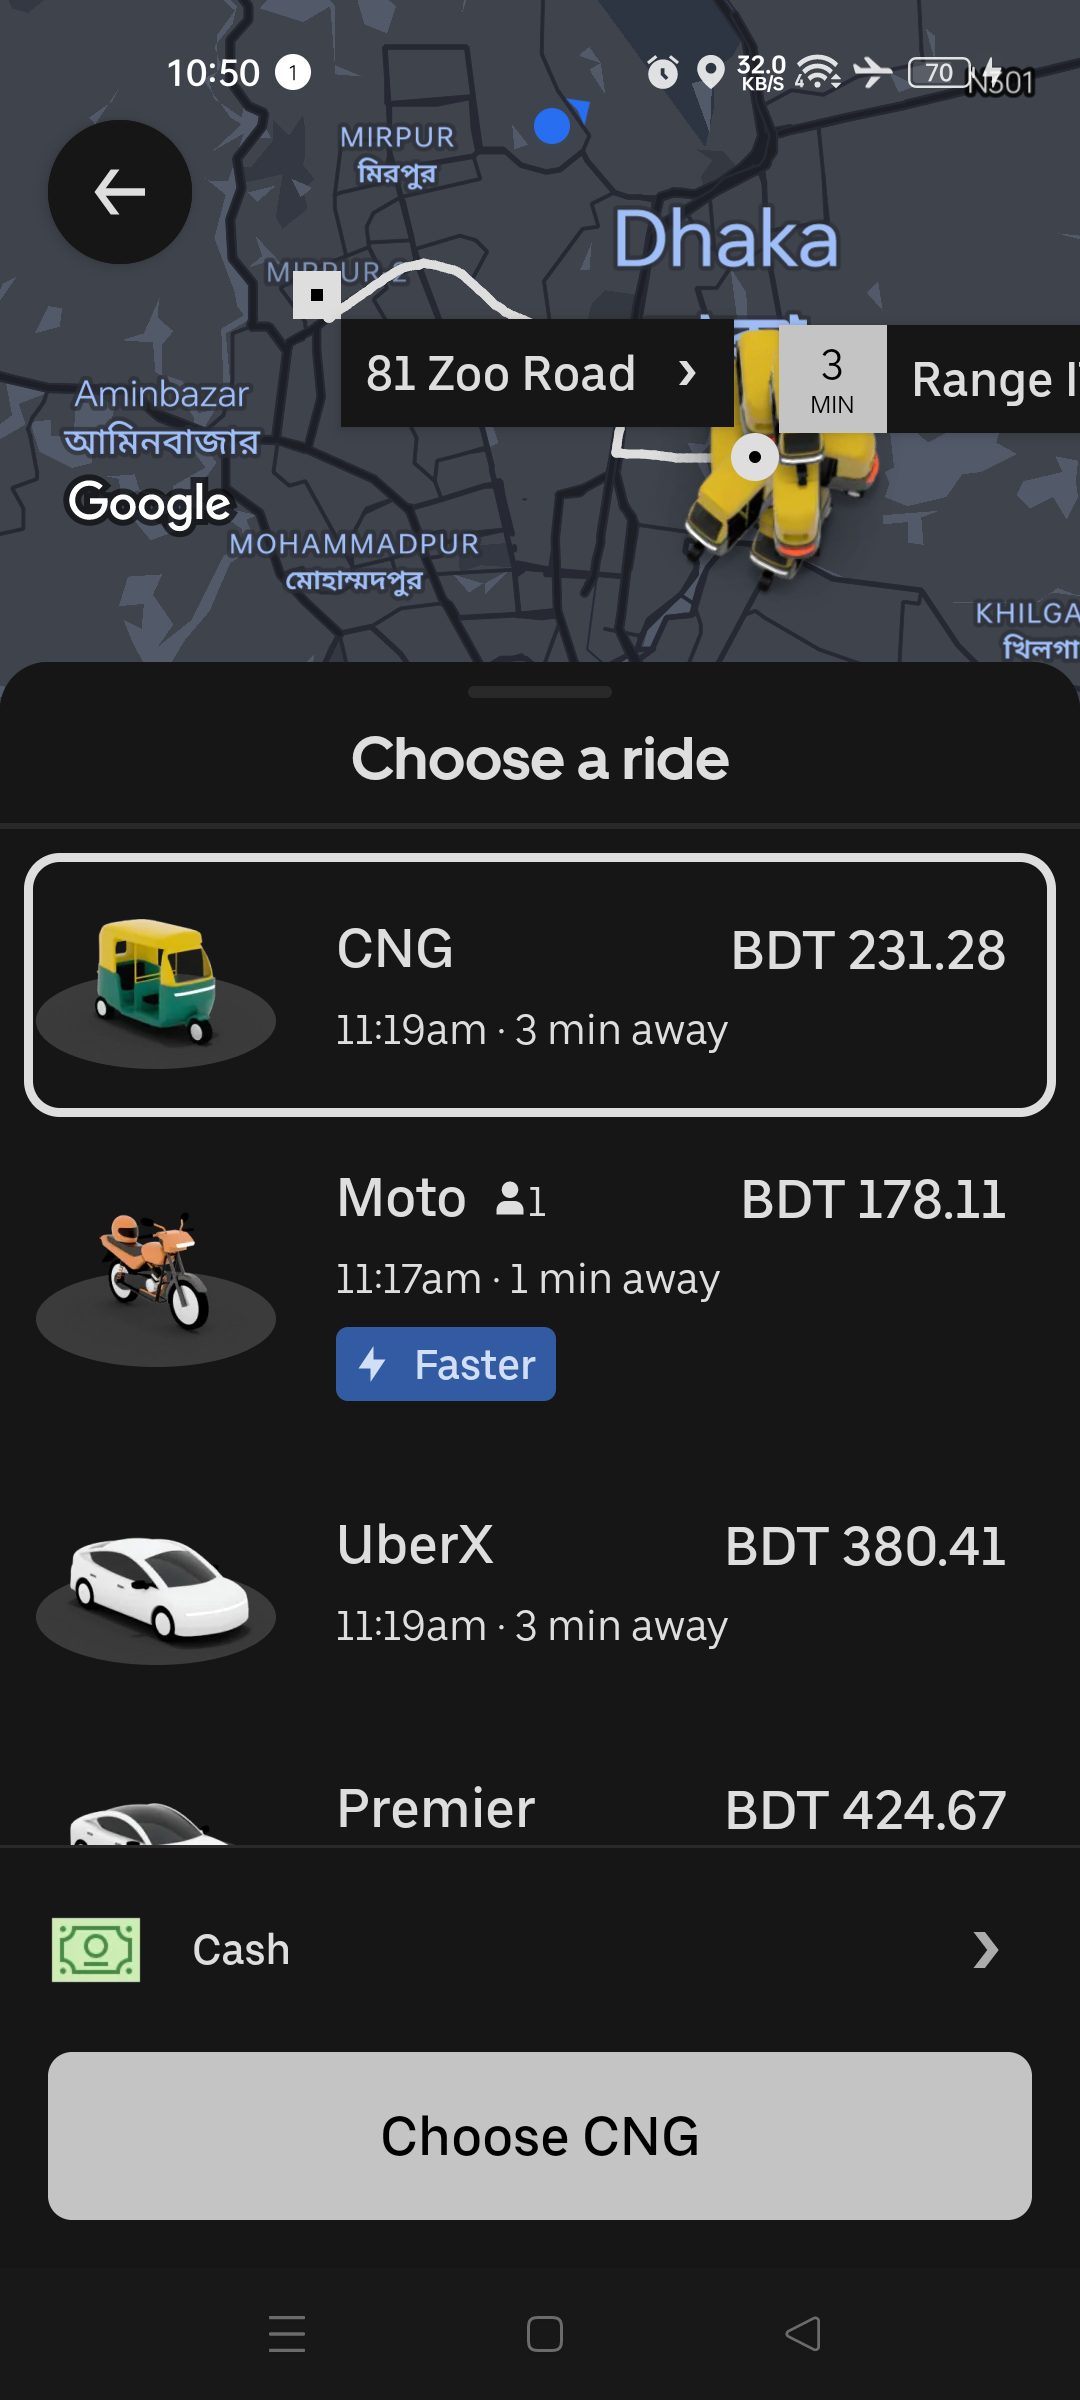 10:50 1 32.0 KB/S 4 70
N301
MIRPUR
মিরপুর
Dhaka
MIRPUR 2
81 Zoo Road
3
MIN
Range
Aminbazar
আমিনবাজার
Google
MOHAMMADPUR
মোহাম্মদপুর
KHILGA
খিলগা
Choose a ride
CNG BDT 231.28
11:19am · 3 min away
Moto 1 BDT 178.11
11:17am · 1 min away
Faster
UberX BDT 380.41
11:19am · 3 min away
Premier BDT 424.67
Cash
Choose CNG